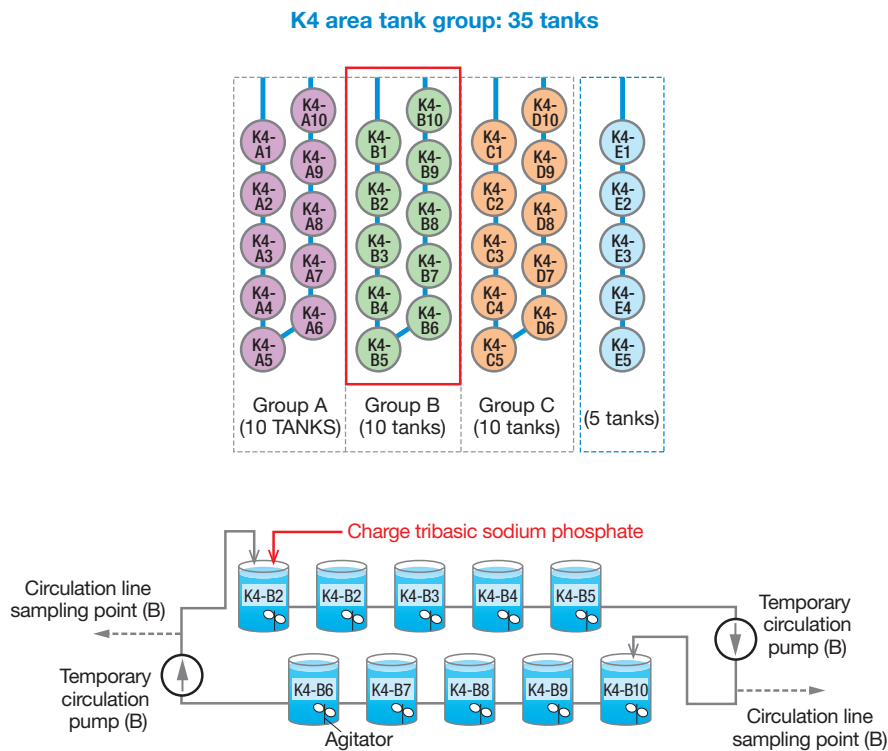 K4 area tank group: 35 tanks
K4-
A1
K4-
A2
K4-
A3
K4-
A4
K4-
A5
K4-
A10
K4-
A9
K4-
A8
K4-
A7
K4-
A6
Group A
(10 TANKS)
K4-
B1
K4-
B2
K4-
B3
K4-
B4
K4-
B5
K4-
B10
K4-
B9
K4-
B8
K4-
B7
K4-
B6
Group B
(10 tanks)
K4-
C1
K4-
C2
K4-
C3
K4-
C4
K4-
C5
K4-
D10
K4-
D9
K4-
D8
K4-
D7
K4-
D6
Group C
(10 tanks)
K4-
E1
K4-
E2
K4-
E3
K4-
E4
K4-
E5
(5 tanks)
Charge tribasic sodium phosphate
Circulation line
sampling point (B)
K4-B2
K4-B2
K4-B3
K4-B4
K4-B5
Temporary
circulation
pump (B)
Temporary
circulation
pump (B)
K4-B6
K4-B7
K4-B8
K4-B9
K4-B10
Agitator
Circulation line
sampling point (B)